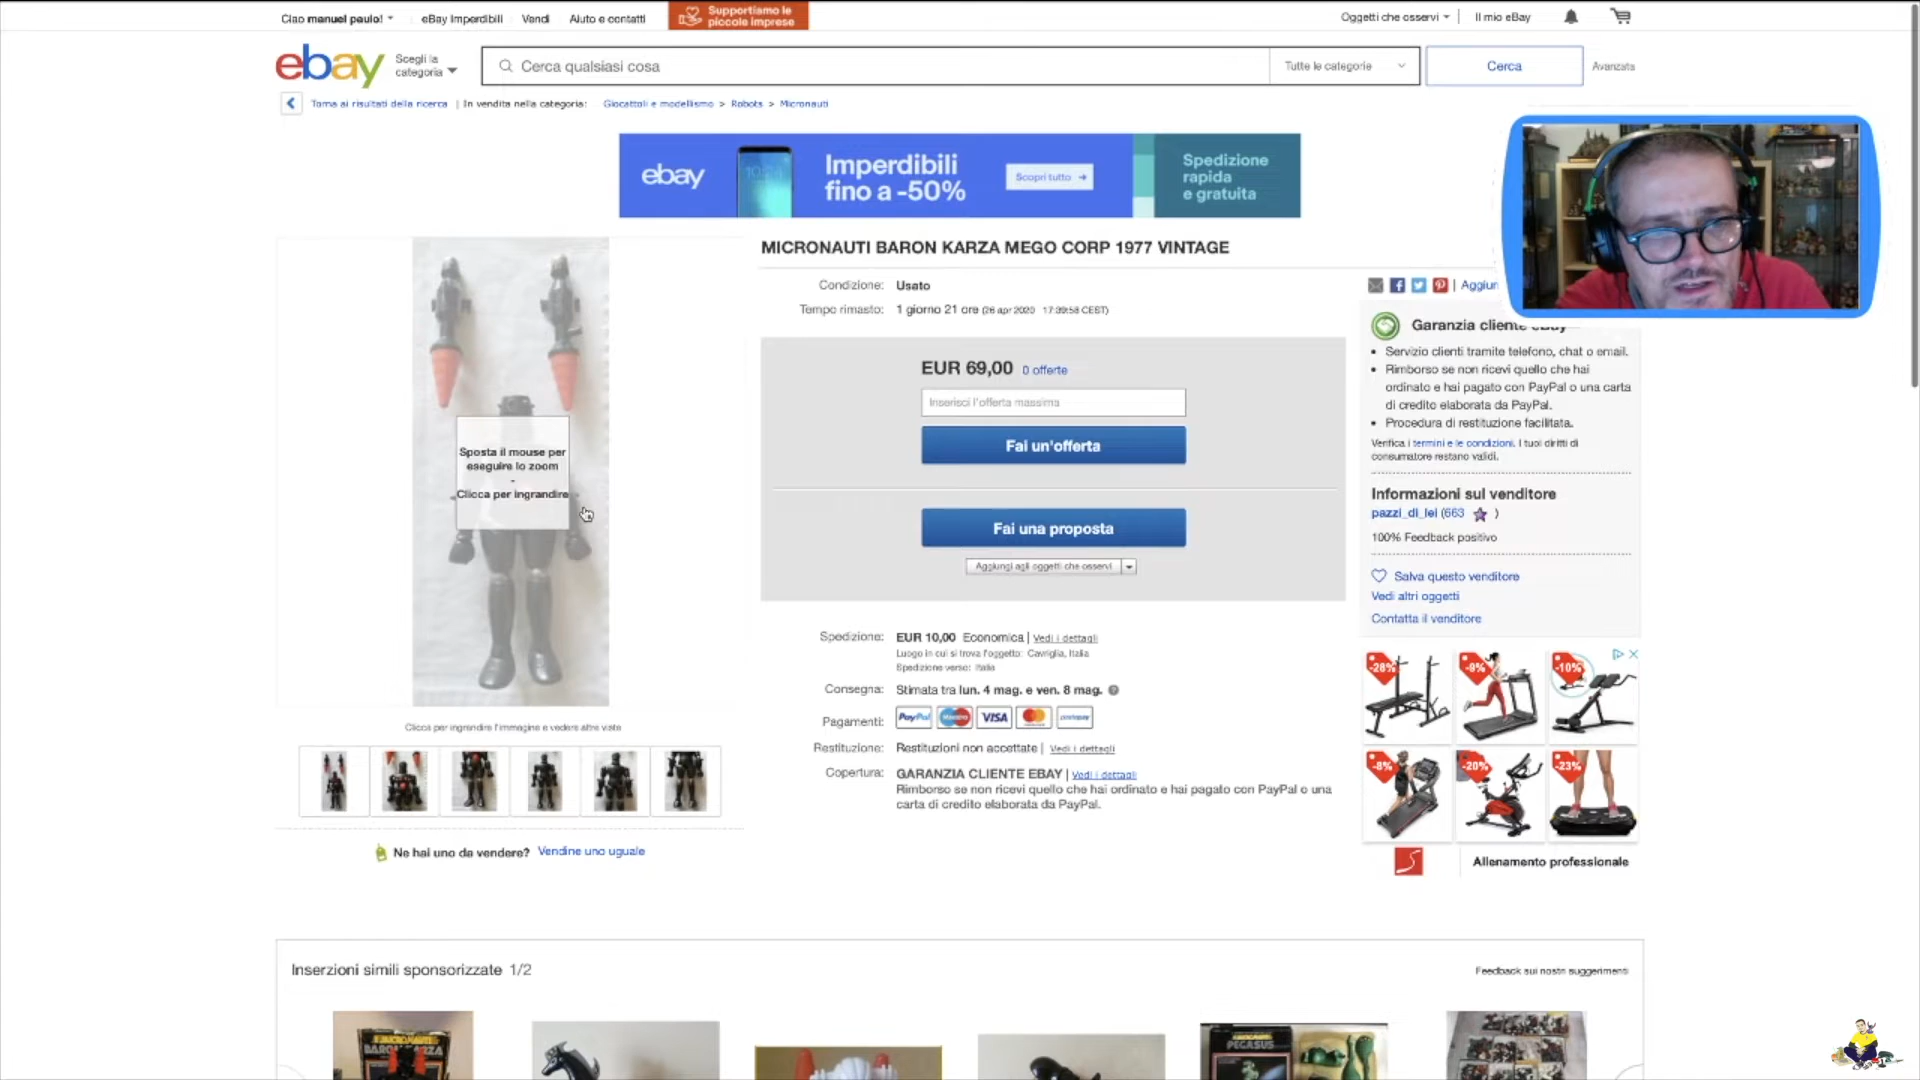 Ciao manuel paulo!
eBay Imperdibili
Vendi
Aiuto e contatti
Supportiamo le
piccole imprese
Oggetti che osservi
Il mio eBay
ebay
Scegli la
categoria
Cerca qualsiasi cosa
Tutte le categorie
Cerca
Avanzata
Torna ai risultati della ricerca | In vendita nella categoria: Giocattoli e modellismo > Robots > Micronauti
ebay
Imperdibili
fino a -50%
Scopri tutto
Spedizione
rapida
e gratuita
MICRONAUTI BARON KARZA MEGO CORP 1977 VINTAGE
Condizione: Usato
Tempo rimasto: 1 giorno 21 ore (26 apr 2020 17:39:58 CEST)
EUR 69,00 0 offerte
Inserisci l'offerta massima
Fai un'offerta
Fai una proposta
Aggiungi agli oggetti che osservi
Sposta il mouse per
eseguire lo zoom
-
Clicca per ingrandire
Clicca per ingrandire l'immagine e vedere altre viste
Ne hai uno da vendere? Vendine uno uguale
Spedizione: EUR 10,00 Economica | Vedi i dettagli
Luogo in cui si trova l'oggetto: Cavriglia, Italia
Spedizione verso: Italia
Consegna: Stimata tra lun. 4 mag. e ven. 8 mag.
Pagamenti: PayPal Maestro VISA mastercard postepay
Restituzione: Restituzioni non accettate | Vedi i dettagli
Copertura: GARANZIA CLIENTE EBAY | Vedi i dettagli
Rimborso se non ricevi quello che hai ordinato e hai pagato con PayPal o una
carta di credito elaborata da PayPal.
| Aggiun
Garanzia cliente eBay
Servizio clienti tramite telefono, chat o email.
Rimborso se non ricevi quello che hai
ordinato e hai pagato con PayPal o una carta
di credito elaborata da PayPal.
Procedura di restituzione facilitata.
Verifica i termini e le condizioni. I tuoi diritti di
consumatore restano validi.
Informazioni sul venditore
pazzi_di_lei (663 )
100% Feedback positivo
Salva questo venditore
Vedi altri oggetti
Contatta il venditore
-28%
-9%
-10%
-8%
-20%
-23%
Allenamento professionale
Inserzioni simili sponsorizzate 1/2
Feedback sui nostri suggerimenti
BARON KARZA
PEGASUS